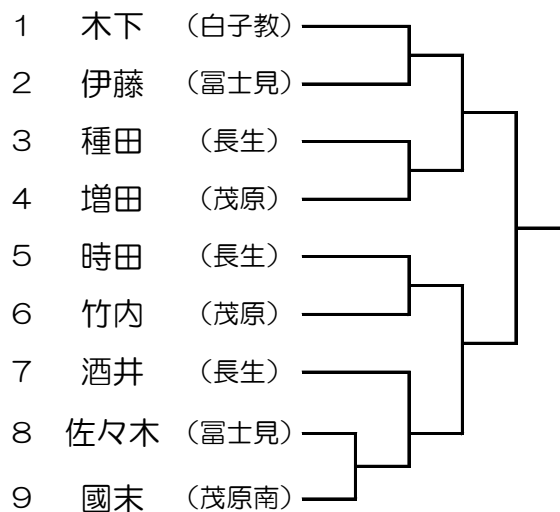 1 木下 （白子教）
2 伊藤 （冨士見）
3 種田 （長生）
4 増田 （茂原）
5 時田 （長生）
6 竹内 （茂原）
7 酒井 （長生）
8 佐々木 （冨士見）
9 國末 （茂原南）